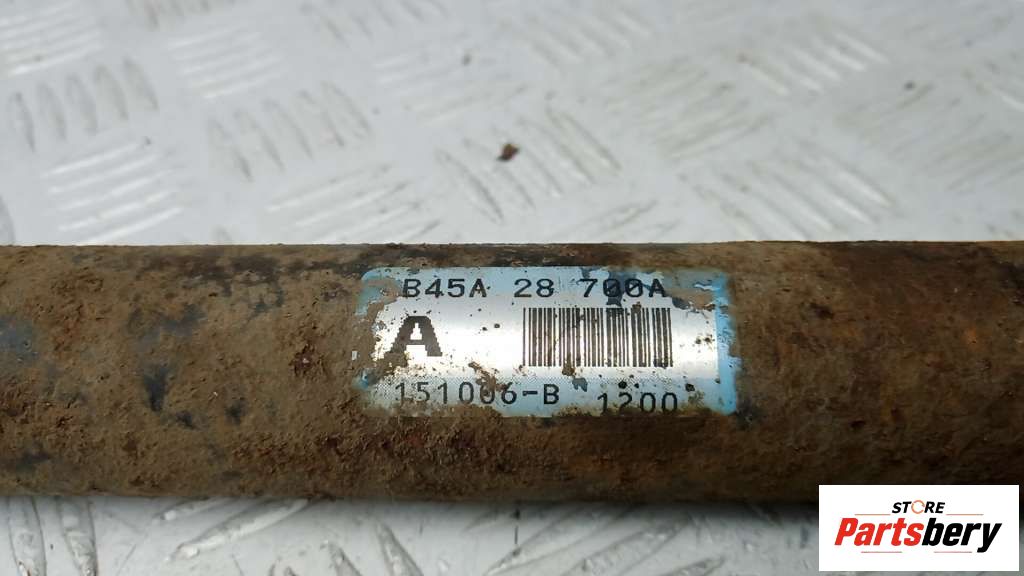 B45A 28 700A
A
151006-B 1200
STORE
Partsbery